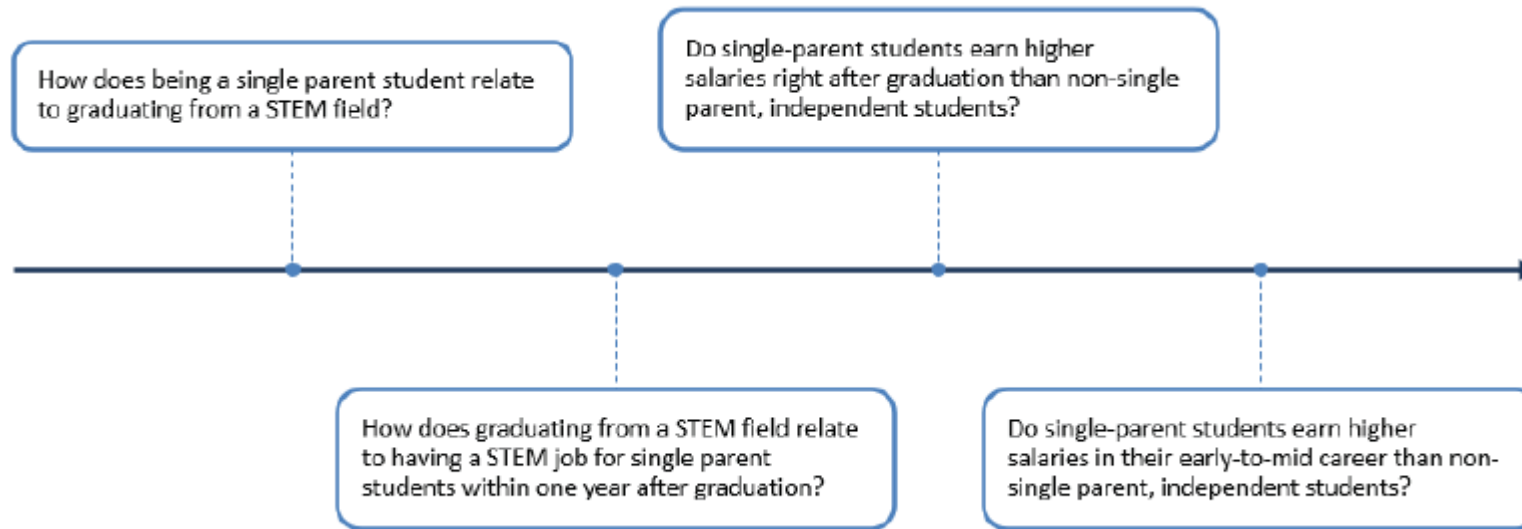 How does being a single parent student relate
to graduating from a STEM field?
How does graduating from a STEM field relate
to having a STEM job for single parent
students within one year after graduation?
Do single-parent students earn higher
salaries right after graduation than non-single
parent, independent students?
Do single-parent students earn higher
salaries in their early-to-mid career than non-
single parent, independent students?